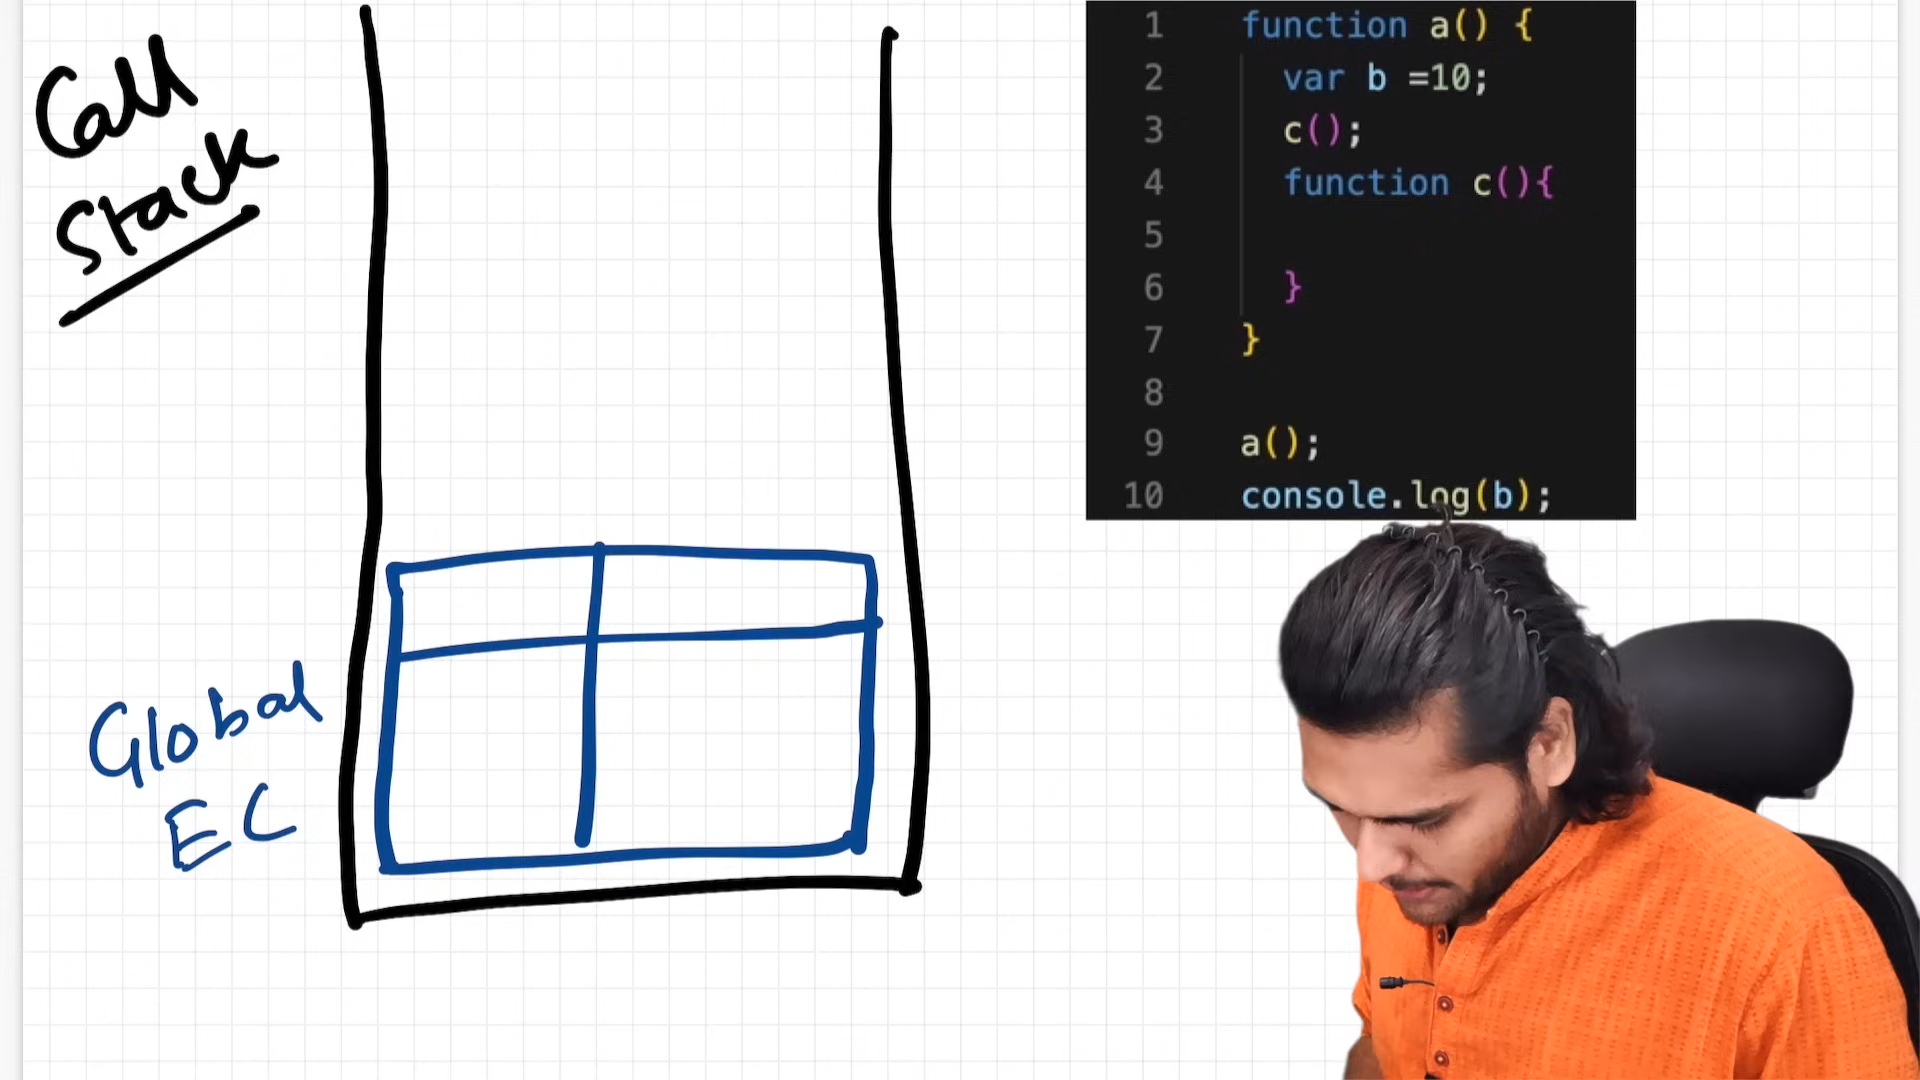 Call
Stack
Global
EC
1 function a() {
2 var b =10;
3 c();
4 function c(){
5
6 }
7 }
8
9 a();
10 console.log(b);